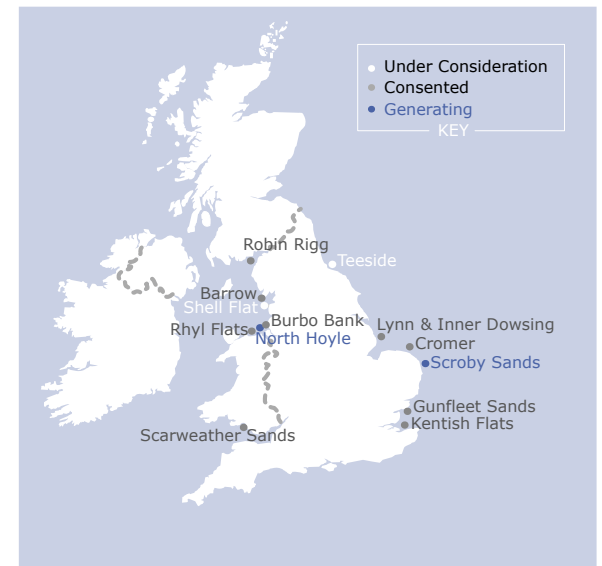 Under Consideration
Consented
Generating
KEY
Robin Rigg
Teeside
Barrow
Shell Flat
Burbo Bank
Lynn & Inner Dowsing
Rhyl Flats
North Hoyle
Cromer
Scroby Sands
Gunfleet Sands
Kentish Flats
Scarweather Sands